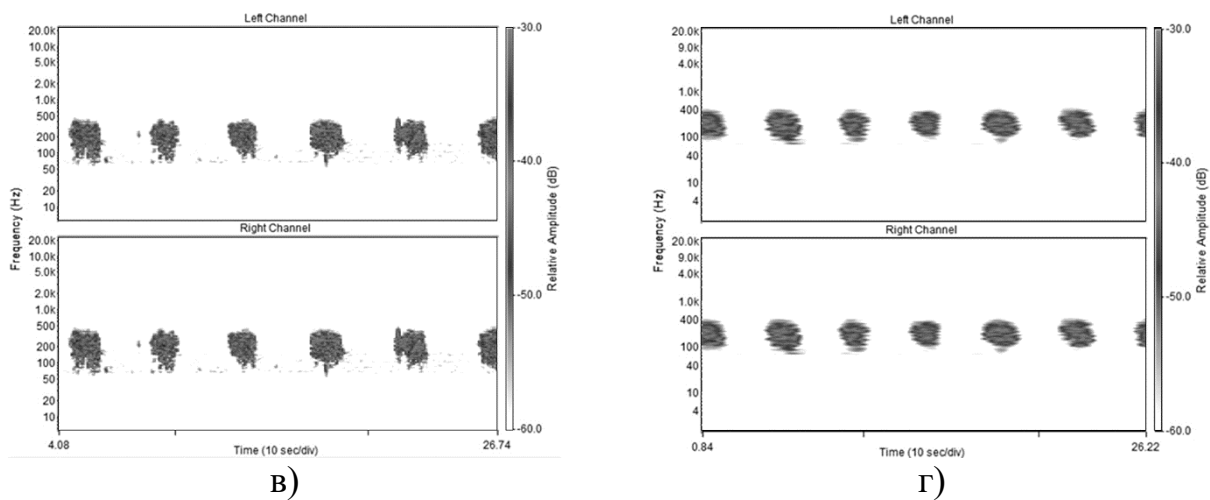 Left Channel
20.0k
10.0k
5.0k
2.0k
1.0k
500
200
100
50
20
10
Right Channel
20.0k
10.0k
5.0k
2.0k
1.0k
500
200
100
50
20
10
Frequency (Hz)
4.08
26.74
Time (10 sec/div)
-30.0
-40.0
-50.0
-60.0
Relative Amplitude (dB)
в)
Left Channel
20.0k
9.0k
4.0k
1.0k
400
100
40
10
4
Right Channel
20.0k
9.0k
4.0k
1.0k
400
100
40
10
4
Frequency (Hz)
0.84
26.22
Time (10 sec/div)
-30.0
-40.0
-50.0
-60.0
Relative Amplitude (dB)
г)